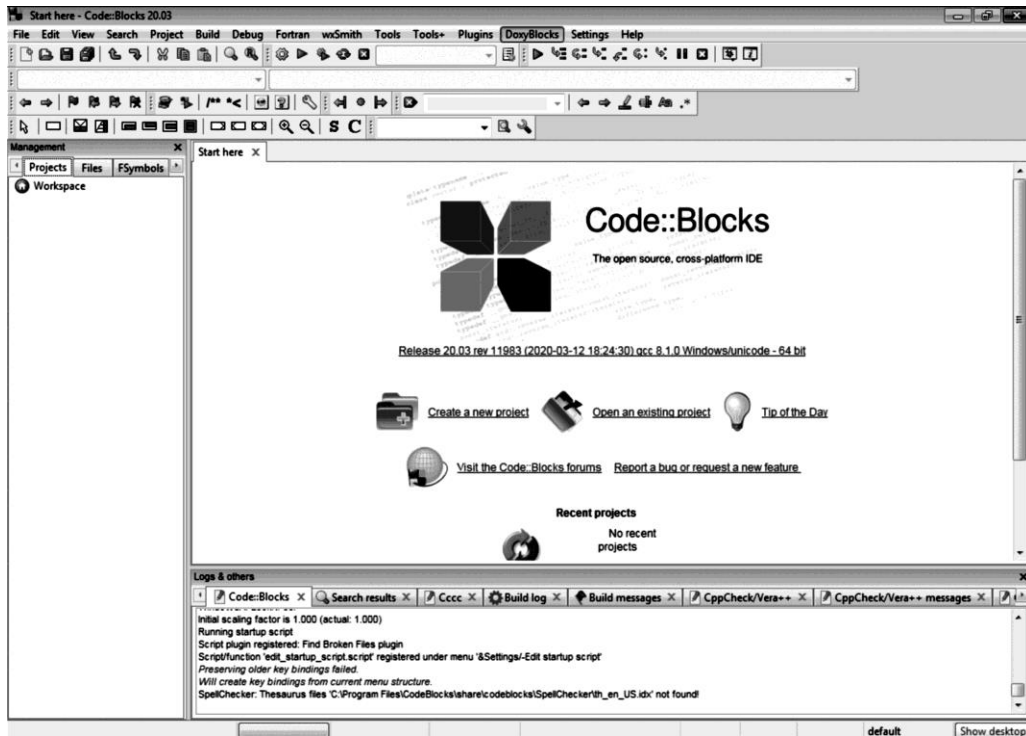 Start here - Code::Blocks 20.03
File Edit View Search Project Build Debug Fortran wxSmith Tools Tools+ Plugins DoxyBlocks Settings Help
S C
Management
Projects Files FSymbols
Workspace
Start here
Code::Blocks
The open source, cross-platform IDE
Release 20.03 rev 11983 (2020-03-12 18:24:30) gcc 8.1.0 Windows/unicode - 64 bit
Create a new project Open an existing project Tip of the Day
Visit the Code::Blocks forums Report a bug or request a new feature
Recent projects
No recent
projects
Logs & others
Code::Blocks Search results Cccc Build log Build messages CppCheck/Vera++ CppCheck/Vera++ messages
Initial scaling factor is 1.000 (actual: 1.000)
Running startup script
Script plugin registered: Find Broken Files plugin
Script/function 'edit_startup_script.script' registered under menu '&Settings/-Edit startup script'
Preserving older key bindings failed.
Will create key bindings from current menu structure.
SpellChecker: Thesaurus files 'C:\Program Files\CodeBlocks\share\codeblocks\SpellChecker\th_en_US.idx' not found!
default Show desktop